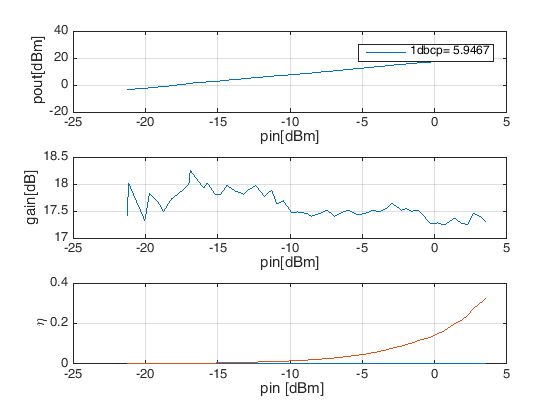 40
20
0
-20
pout[dBm]
1dbcp= 5.9467
-25 -20 -15 -10 -5 0 5
pin[dBm]
18.5
18
17.5
17
gain[dB]
-25 -20 -15 -10 -5 0 5
pin[dBm]
0.4
0.2
0
η
-25 -20 -15 -10 -5 0 5
pin [dBm]